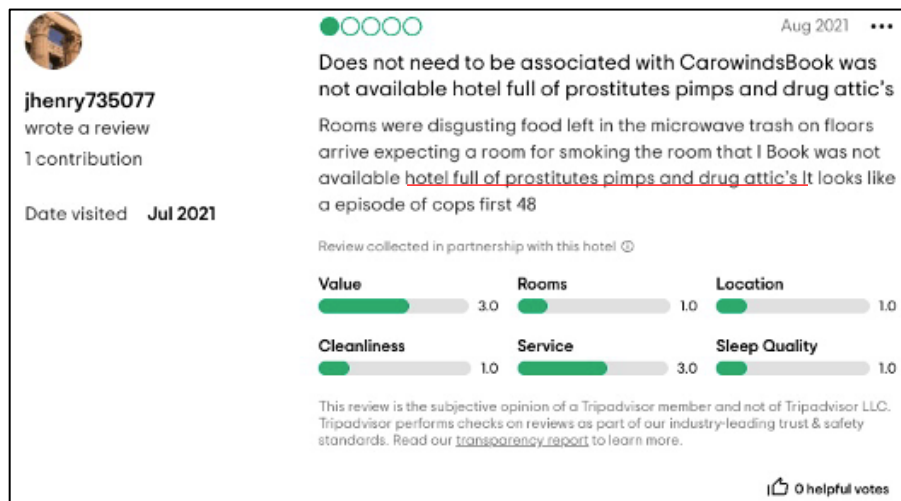 Aug 2021 •••
Does not need to be associated with CarowindsBook was
not available hotel full of prostitutes pimps and drug attic's
jhenry735077
wrote a review
1 contribution
Date visited Jul 2021
Rooms were disgusting food left in the microwave trash on floors
arrive expecting a room for smoking the room that I Book was not
available hotel full of prostitutes pimps and drug attic's It looks like
a episode of cops first 48
Review collected in partnership with this hotel
Value
3.0
Rooms
1.0
Location
1.0
Cleanliness
1.0
Service
3.0
Sleep Quality
1.0
This review is the subjective opinion of a Tripadvisor member and not of Tripadvisor LLC.
Tripadvisor performs checks on reviews as part of our industry-leading trust & safety
standards. Read our transparency report to learn more.
0 helpful votes